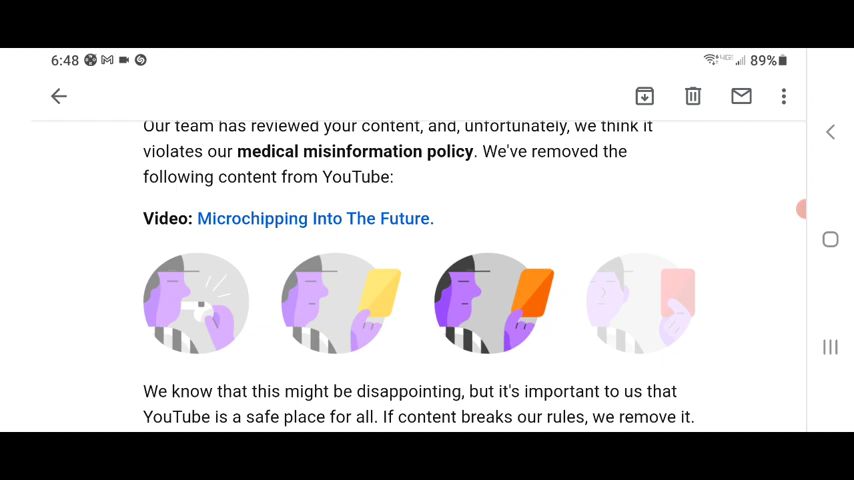 6:48
89%
Our team has reviewed your content, and, unfortunately, we think it
violates our medical misinformation policy. We've removed the
following content from YouTube:
Video: Microchipping Into The Future.
We know that this might be disappointing, but it's important to us that
YouTube is a safe place for all. If content breaks our rules, we remove it.